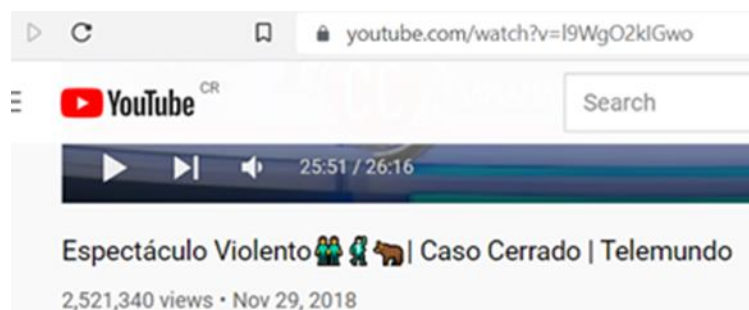 youtube.com/watch?v=l9WgO2kIGwo
YouTube CR
Search
25:51 / 26:16
Espectáculo Violento👬🧟🐂| Caso Cerrado | Telemundo
2,521,340 views • Nov 29, 2018